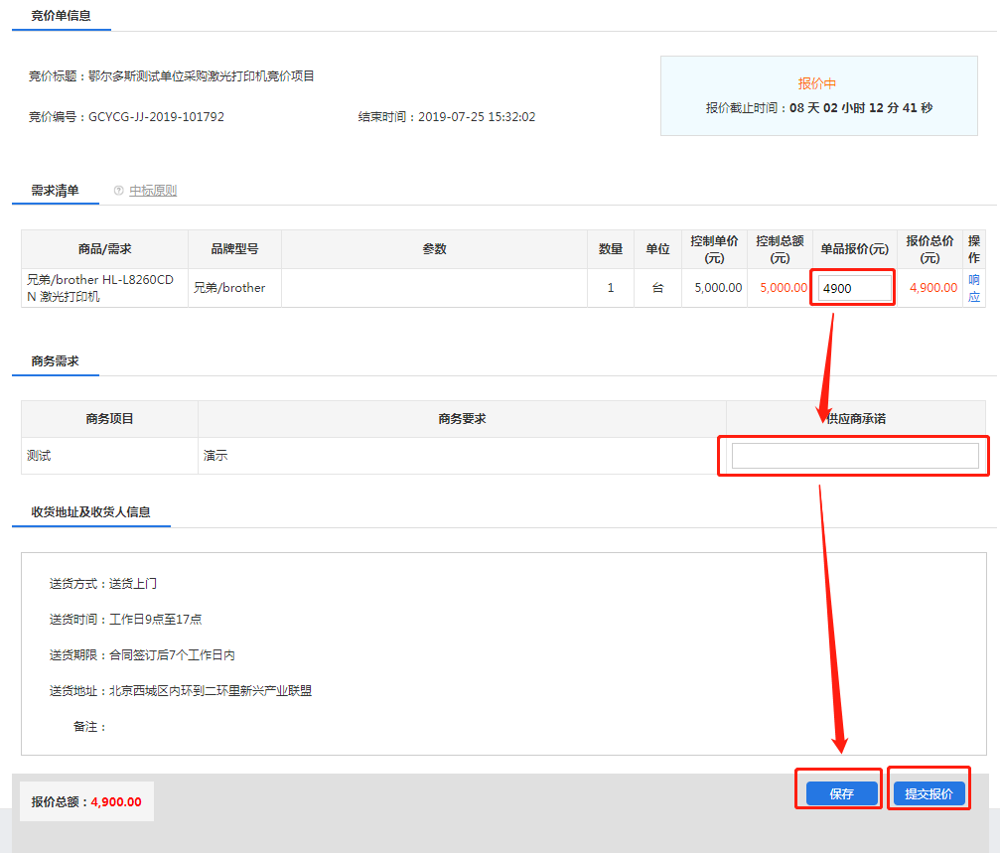 竞价单信息
竞价标题：鄂尔多斯测试单位采购激光打印机竞价项目
报价中
报价截止时间：08 天 02 小时 12 分 41 秒
竞价编号：GCYCG-JJ-2019-101792 结束时间：2019-07-25 15:32:02
需求清单 ? 中标原则
商品/需求 品牌型号 参数 数量 单位 控制单价(元) 控制总额(元) 单品报价(元) 报价总价(元) 操作
兄弟/brother HL-L8260CD
N 激光打印机 兄弟/brother 1 台 5,000.00 5,000.00 4900 4,900.00 响应
商务需求
商务项目 商务要求 供应商承诺
测试 演示
收货地址及收货人信息
送货方式：送货上门
送货时间：工作日9点至17点
送货期限：合同签订后7个工作日内
送货地址：北京西城区内环到二环里新兴产业联盟
备注：
报价总额：4,900.00 保存 提交报价